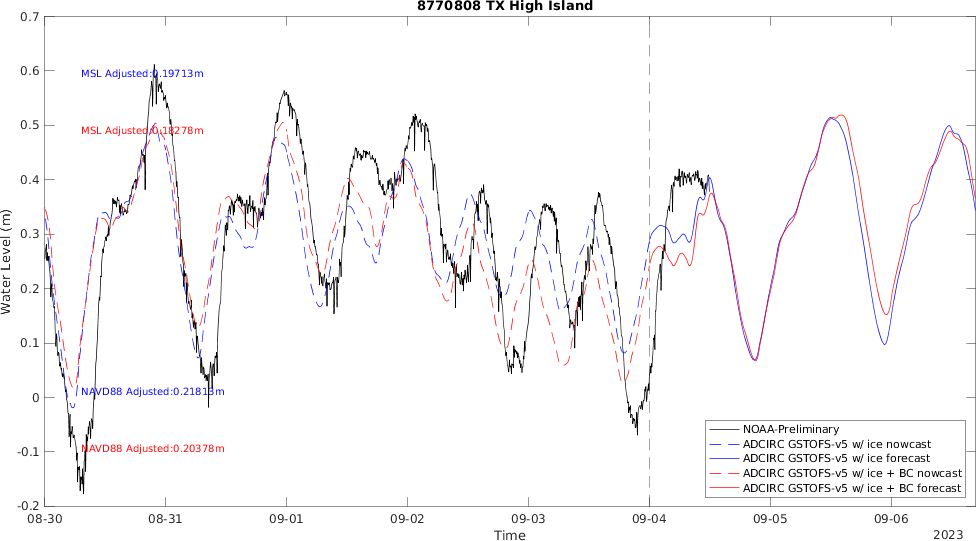 8770808 TX High Island
0.7
0.6
0.5
0.4
0.3
0.2
0.1
0
-0.1
-0.2
Water Level (m)
MSL Adjusted:0.19713m
MSL Adjusted:0.18278m
NAVD88 Adjusted:0.21813m
NAVD88 Adjusted:0.20378m
NOAA-Preliminary
ADCIRC GSTOFS-v5 w/ ice nowcast
ADCIRC GSTOFS-v5 w/ ice forecast
ADCIRC GSTOFS-v5 w/ ice + BC nowcast
ADCIRC GSTOFS-v5 w/ ice + BC forecast
08-30 08-31 09-01 09-02 09-03 09-04 09-05 09-06
Time
2023